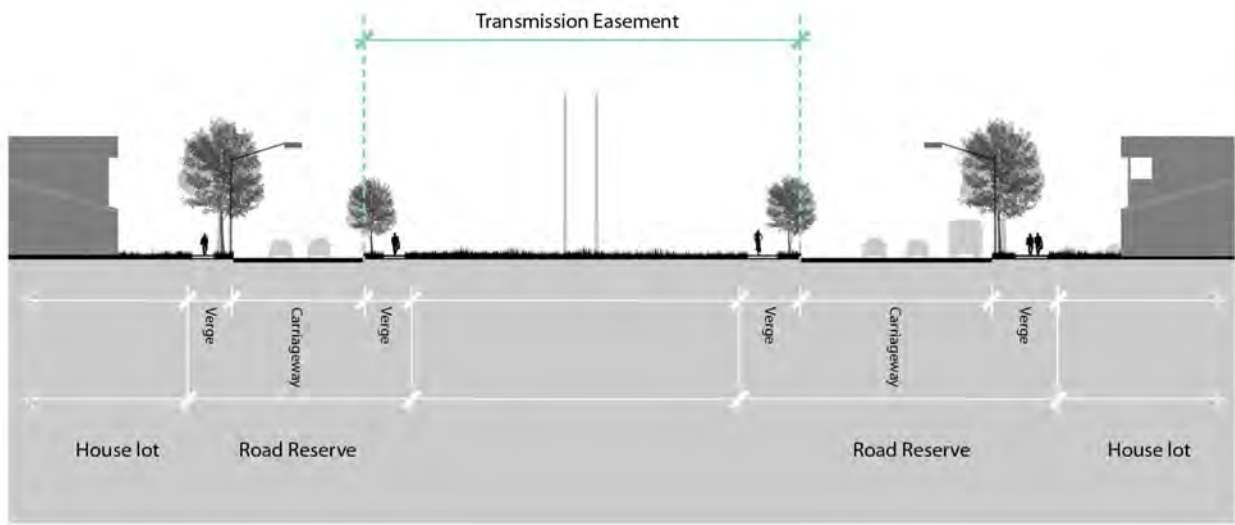 Transmission Easement
Verge
Carriageway
Verge
Verge
Carriageway
Verge
House lot
Road Reserve
Road Reserve
House lot